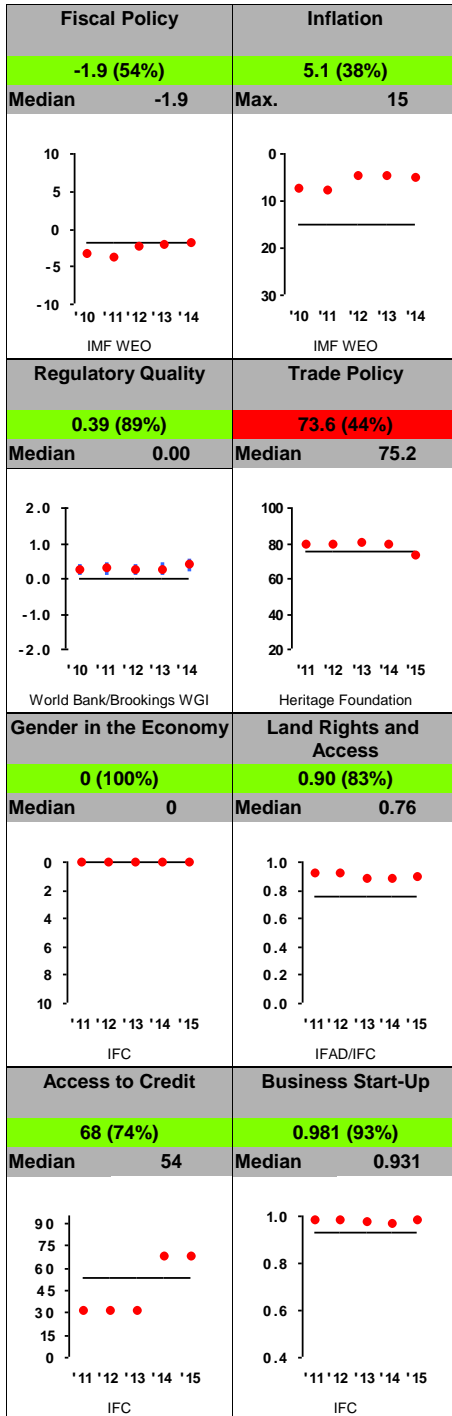 Fiscal Policy
-1.9 (54%)
Median -1.9
10
5
0
-5
-10
'10 '11 '12 '13 '14
IMF WEO
Inflation
5.1 (38%)
Max. 15
0
10
20
30
'10 '11 '12 '13 '14
IMF WEO
Regulatory Quality
0.39 (89%)
Median 0.00
2.0
1.0
0.0
-1.0
-2.0
'10 '11 '12 '13 '14
World Bank/Brookings WGI
Trade Policy
73.6 (44%)
Median 75.2
100
80
60
40
20
'11 '12 '13 '14 '15
Heritage Foundation
Gender in the Economy
0 (100%)
Median 0
0
2
4
6
8
10
'11 '12 '13 '14 '15
IFC
Land Rights and
Access
0.90 (83%)
Median 0.76
1.0
0.8
0.6
0.4
0.2
0.0
'11 '12 '13 '14 '15
IFAD/IFC
Access to Credit
68 (74%)
Median 54
90
75
60
45
30
15
0
'11 '12 '13 '14 '15
IFC
Business Start-Up
0.981 (93%)
Median 0.931
1.0
0.8
0.6
0.4
'11 '12 '13 '14 '15
IFC